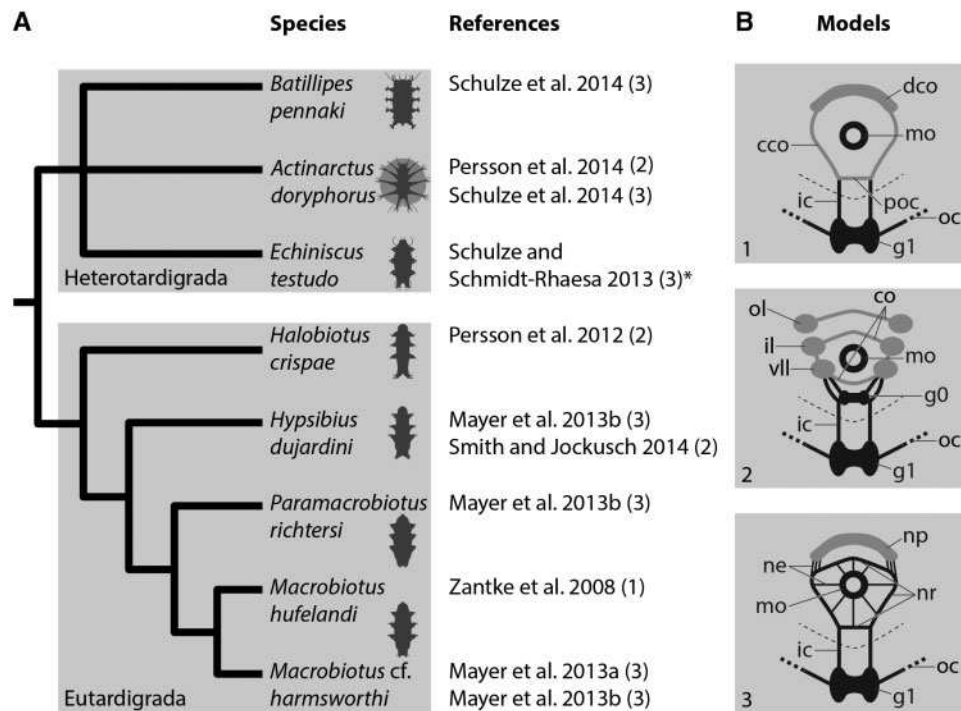 A
Species
References
Batillipes
pennaki
Schulze et al. 2014 (3)
Actinarctus
doryphorus
Persson et al. 2014 (2)
Schulze et al. 2014 (3)
Echiniscus
testudo
Schulze and
Schmidt-Rhaesa 2013 (3)*
Heterotardigrada
Halobiotus
crispae
Persson et al. 2012 (2)
Hypsibius
dujardini
Mayer et al. 2013b (3)
Smith and Jockusch 2014 (2)
Paramacrobiotus
richtersi
Mayer et al. 2013b (3)
Macrobiotus
hufelandi
Zantke et al. 2008 (1)
Macrobiotus cf.
harmsworthi
Mayer et al. 2013a (3)
Mayer et al. 2013b (3)
Eutardigrada
B
Models
dco
mo
cco
ic
poc
oc
g1
1
co
ol
il
mo
vll
g0
ic
oc
g1
2
np
ne
mo
nr
ic
oc
g1
3